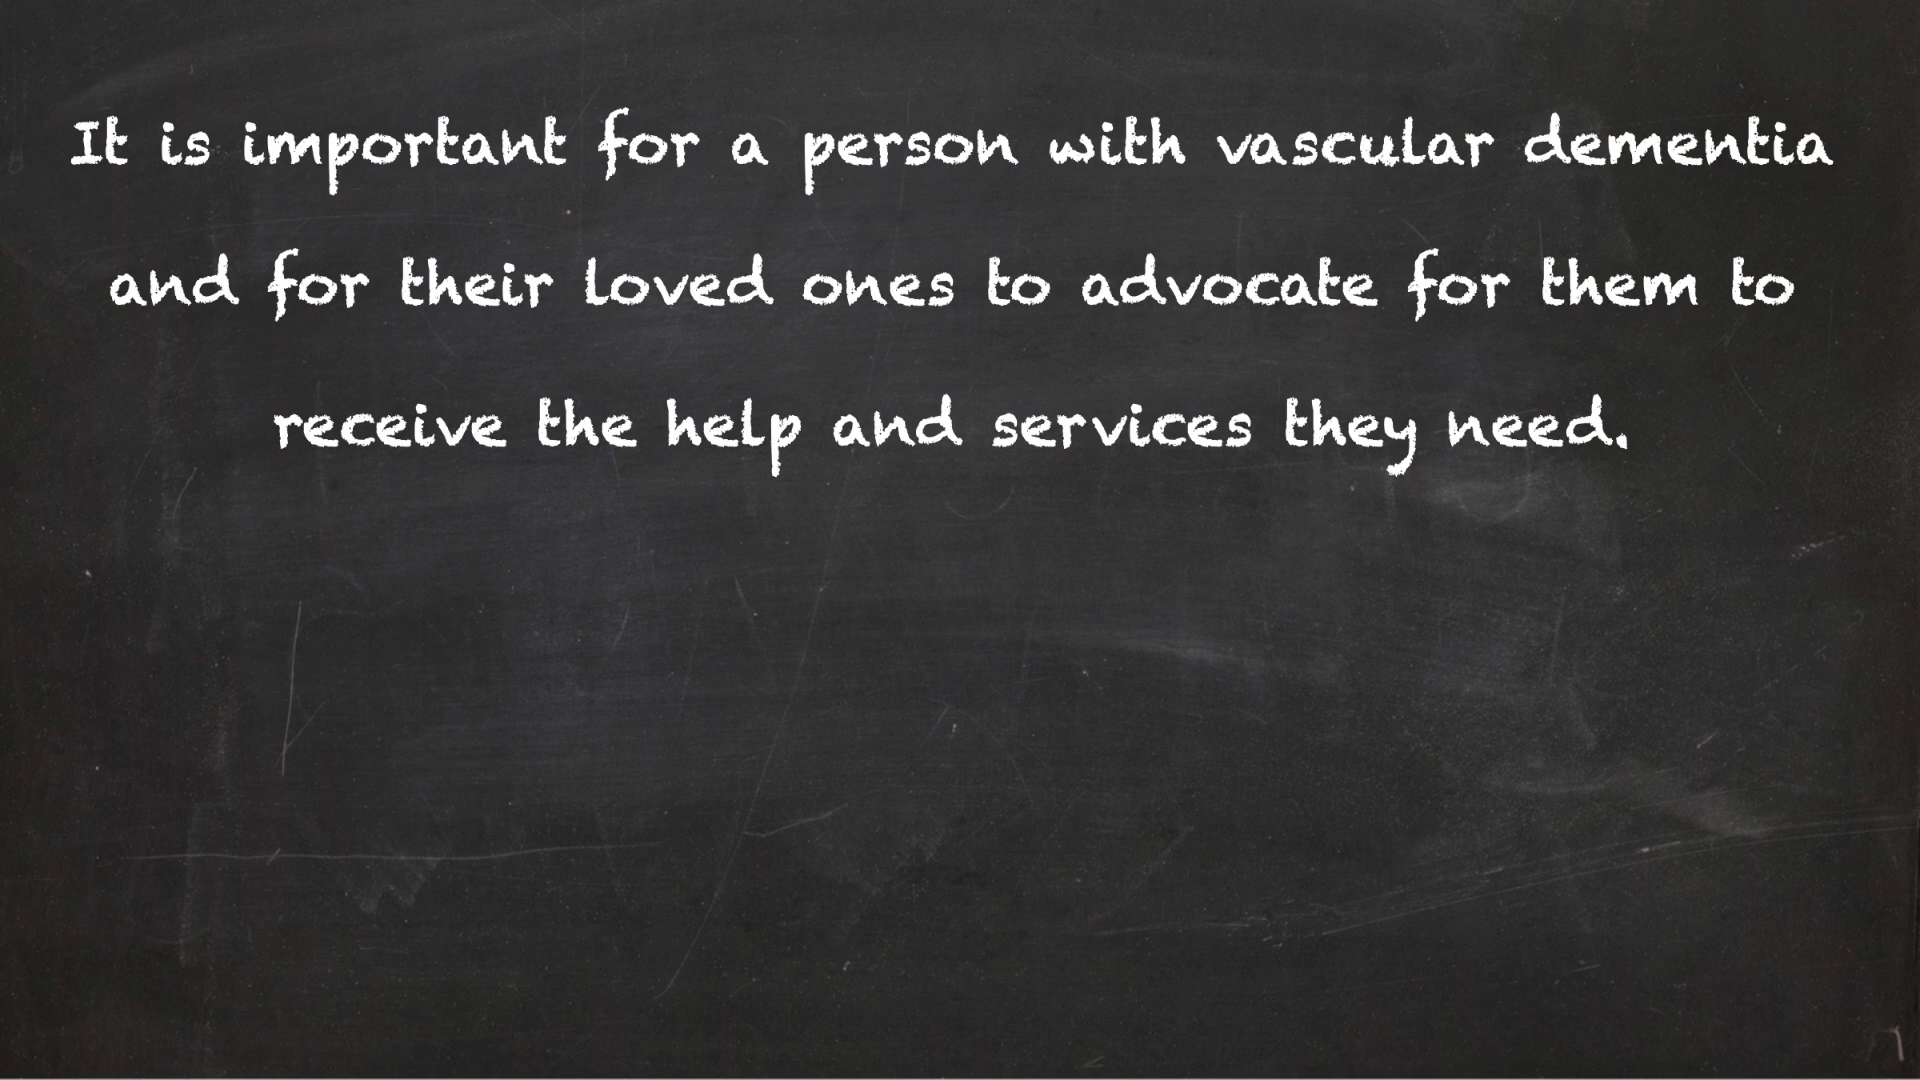 It is important for a person with vascular dementia
and for their loved ones to advocate for them to
receive the help and services they need.